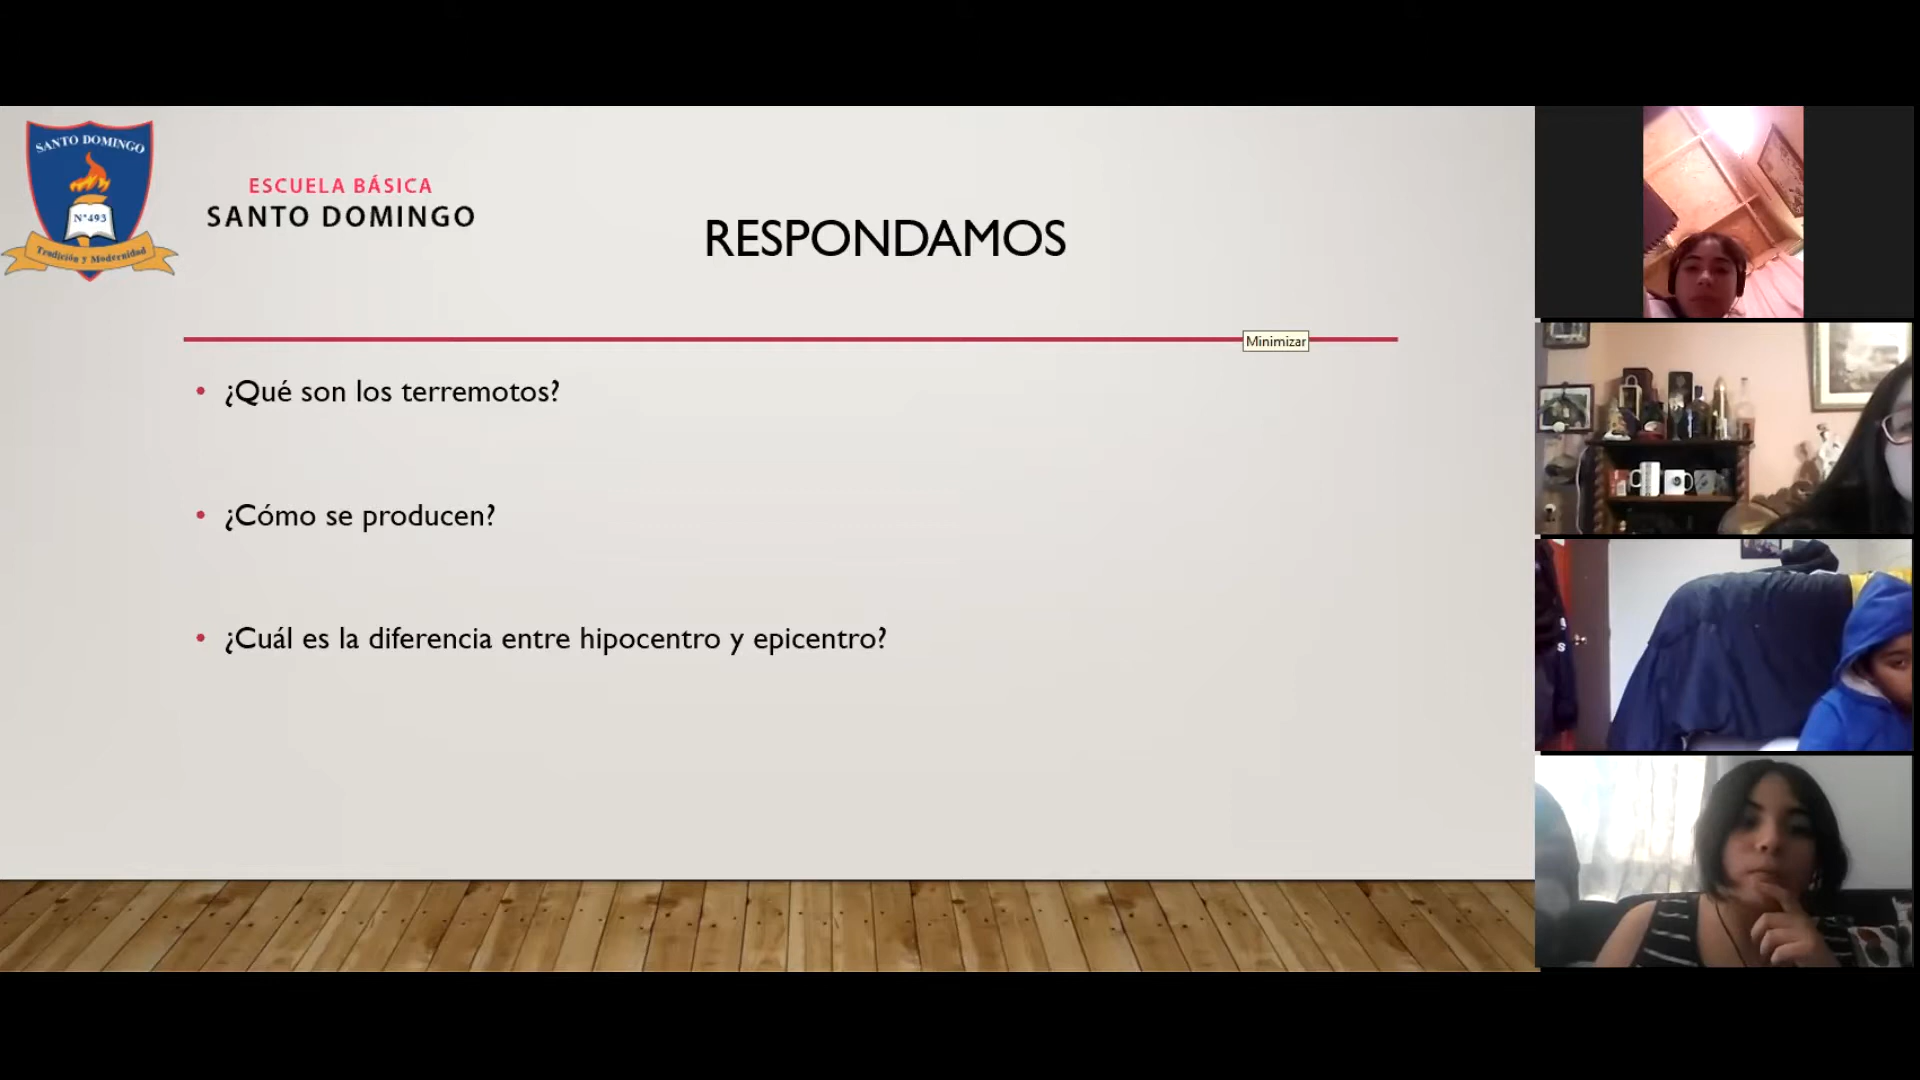 SANTO DOMINGO
N°493
Tradición y Modernidad
ESCUELA BÁSICA
SANTO DOMINGO
RESPONDAMOS
Minimizar
• ¿Qué son los terremotos?
• ¿Cómo se producen?
• ¿Cuál es la diferencia entre hipocentro y epicentro?